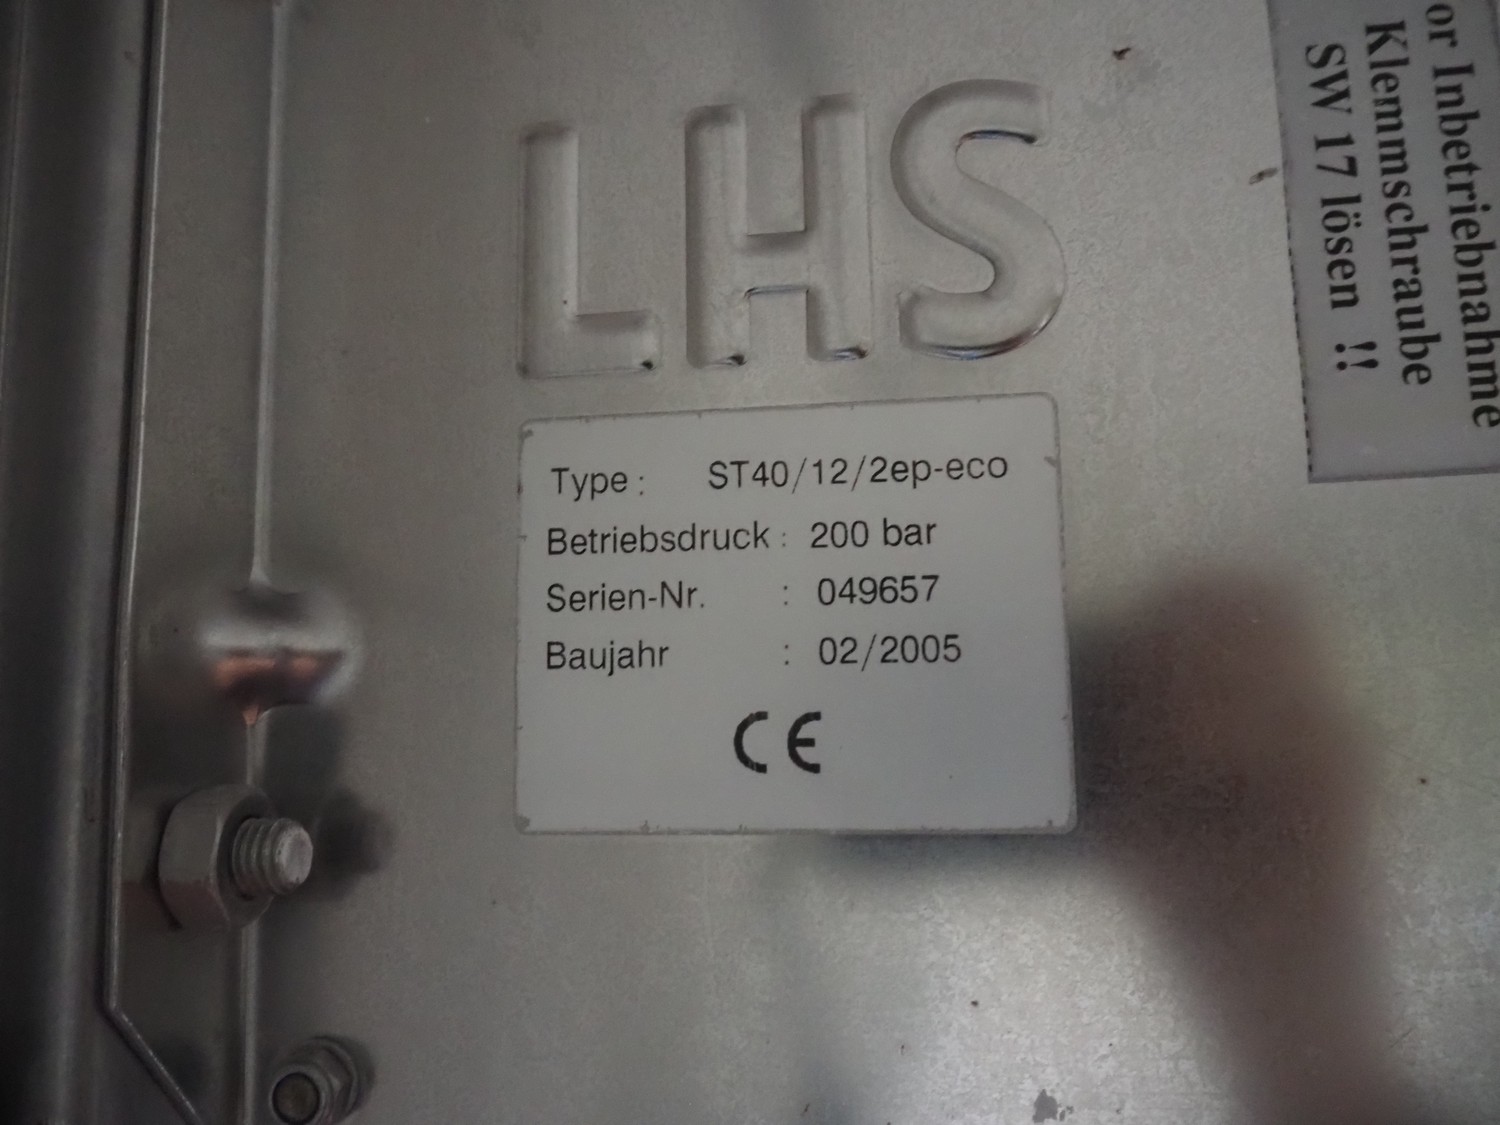 LHS
Type : ST40/12/2ep-eco
Betriebsdruck : 200 bar
Serien-Nr. : 049657
Baujahr : 02/2005
CE
or Inbetriebnahme
Klemmschraube
SW 17 lösen !!